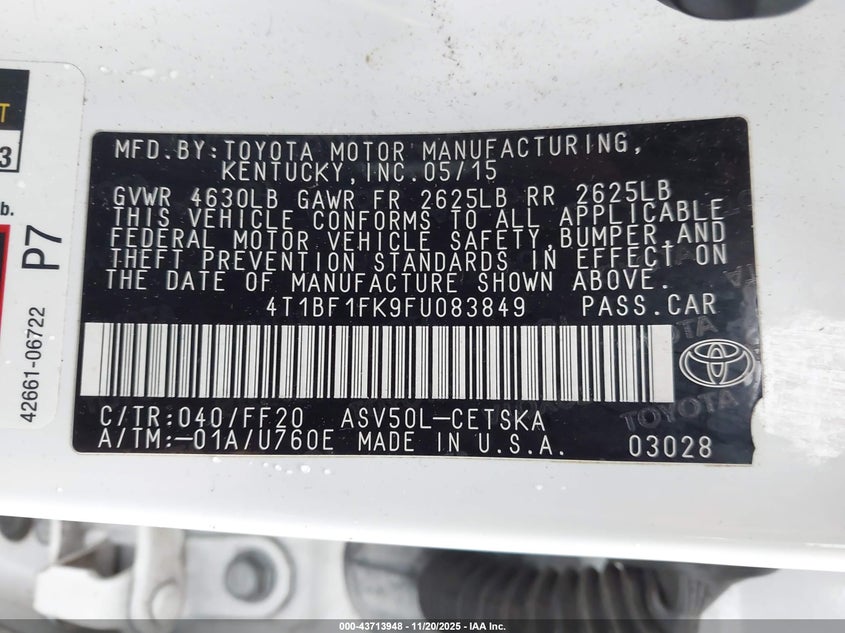 T
3
b.
P7
42661-06722
MFD.BY:TOYOTA MOTOR MANUFACTURING,
KENTUCKY, INC. 05/15
GVWR 4630LB GAWR FR 2625LB RR 2625LB
THIS VEHICLE CONFORMS TO ALL APPLICABLE
FEDERAL MOTOR VEHICLE SAFETY, BUMPER, AND
THEFT PREVENTION STANDARDS IN EFFECT ON
THE DATE OF MANUFACTURE SHOWN ABOVE.
4T1BF1FK9FU083849 PASS.CAR
C/TR:040/FF20 ASV50L-CETSKA
A/TM:-01A/U760E MADE IN U.S.A. 03028
TOYOTA
TOYOTA
000-43713948 - 11/20/2025 - IAA Inc.